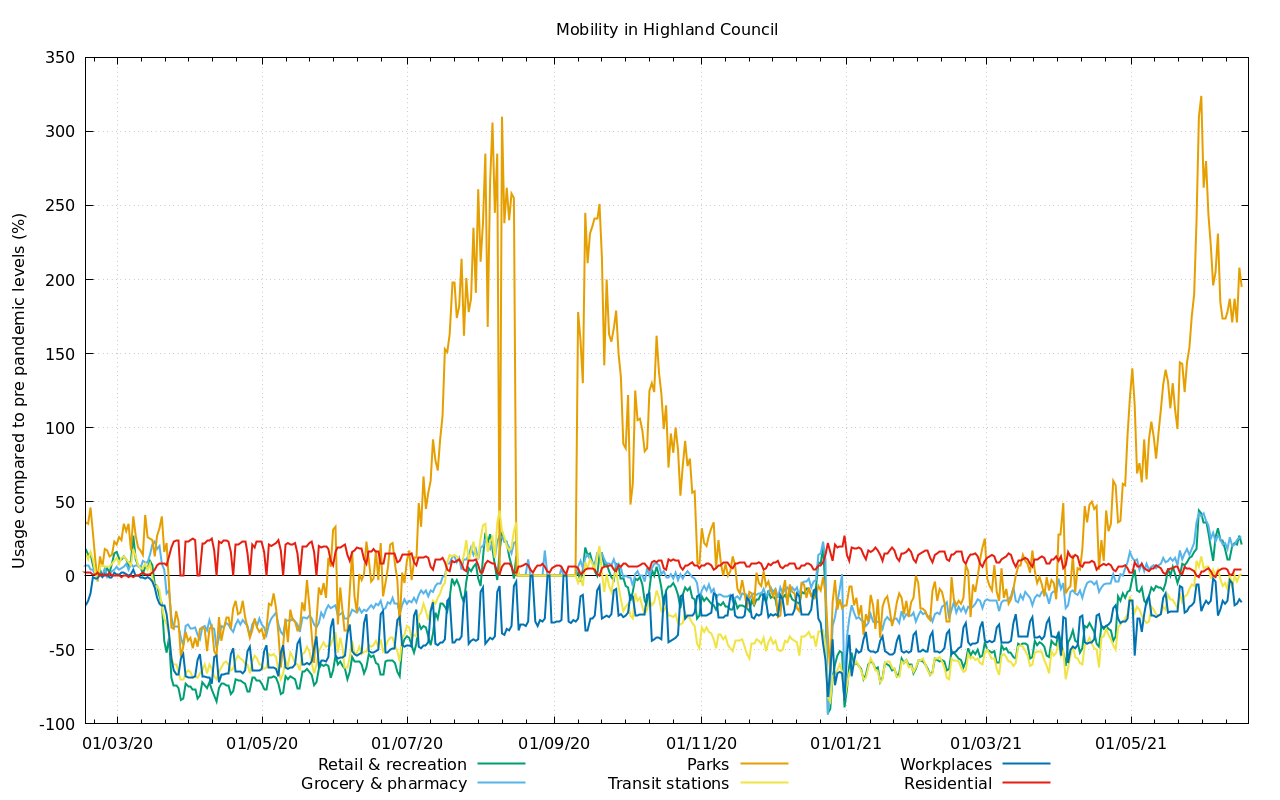 Mobility in Highland Council
Usage compared to pre pandemic levels (%)
350
300
250
200
150
100
50
0
-50
-100
01/03/20 01/05/20 01/07/20 01/09/20 01/11/20 01/01/21 01/03/21 01/05/21
Retail & recreation Parks Workplaces
Grocery & pharmacy Transit stations Residential